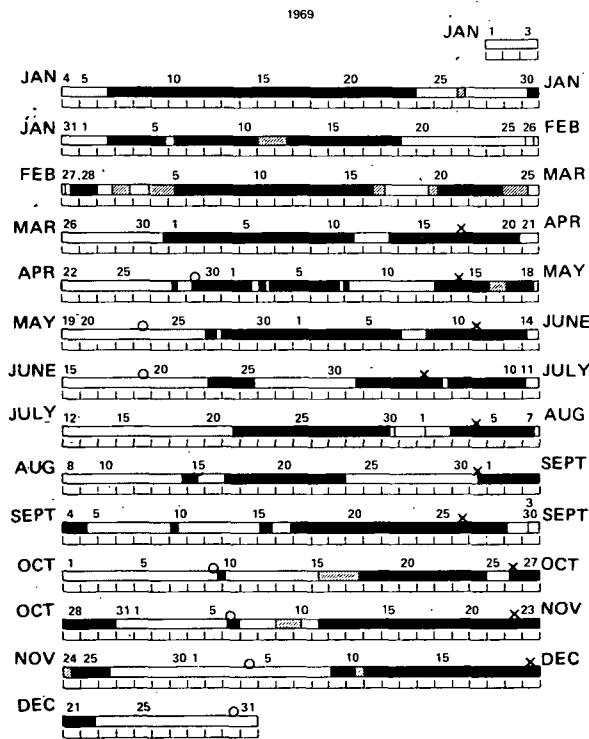 1969
JAN 1 3
JAN 4 5 10 15 20 25 30 JAN
JAN 31 1 5 10 15 20 25 26 FEB
FEB 27 28 5 10 15 20 25 MAR
MAR 26 30 1 5 10 15 20 21 APR
APR 22 25 30 1 5 10 15 18 MAY
MAY 19 20 25 30 1 5 10 14 JUNE
JUNE 15 20 25 30 10 11 JULY
JULY 12 15 20 25 30 1 5 7 AUG
AUG 8 10 15 20 25 30 1 SEPT
3
SEPT 4 5 10 15 20 25 30 SEPT
OCT 1 5 10 15 20 25 27
OCT 28 31 1 5 10 15 20 23 NOV
NOV 24 25 30 1 5 10 15 DEC
DEC 21 25 31